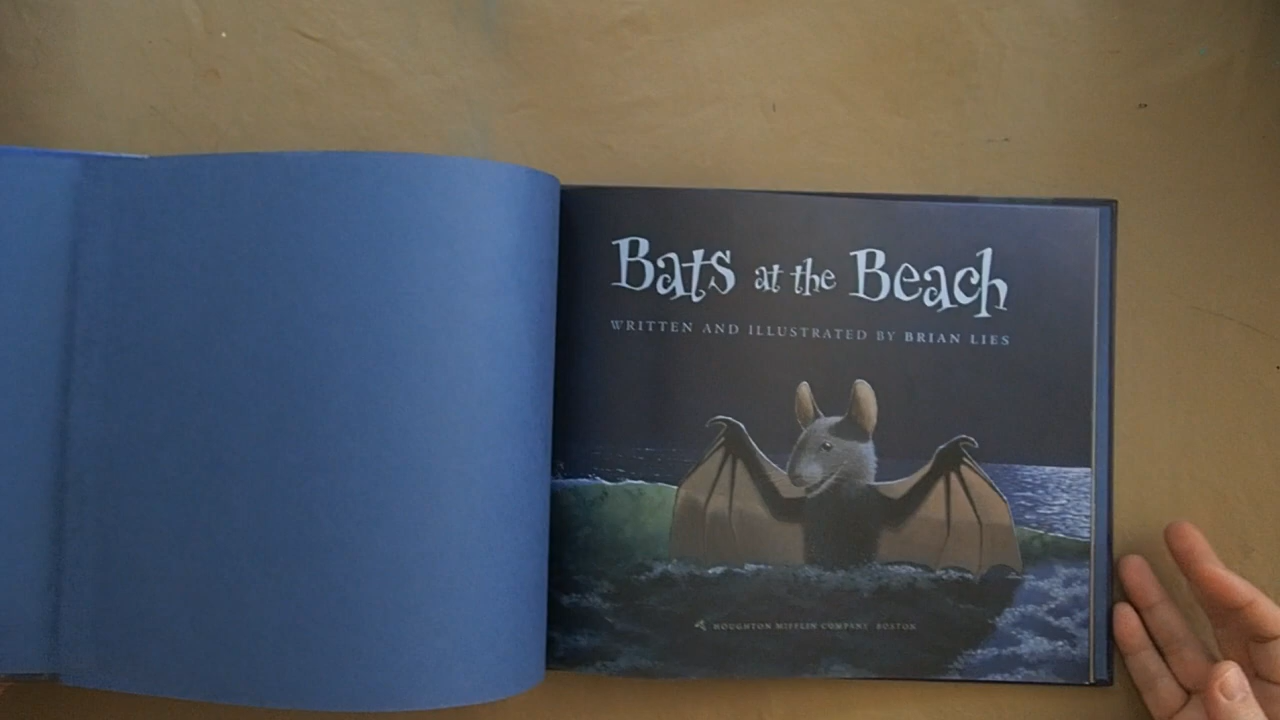 Bats at the Beach
WRITTEN AND ILLUSTRATED BY BRIAN LIES
HOUGHTON MIFFLIN COMPANY BOSTON